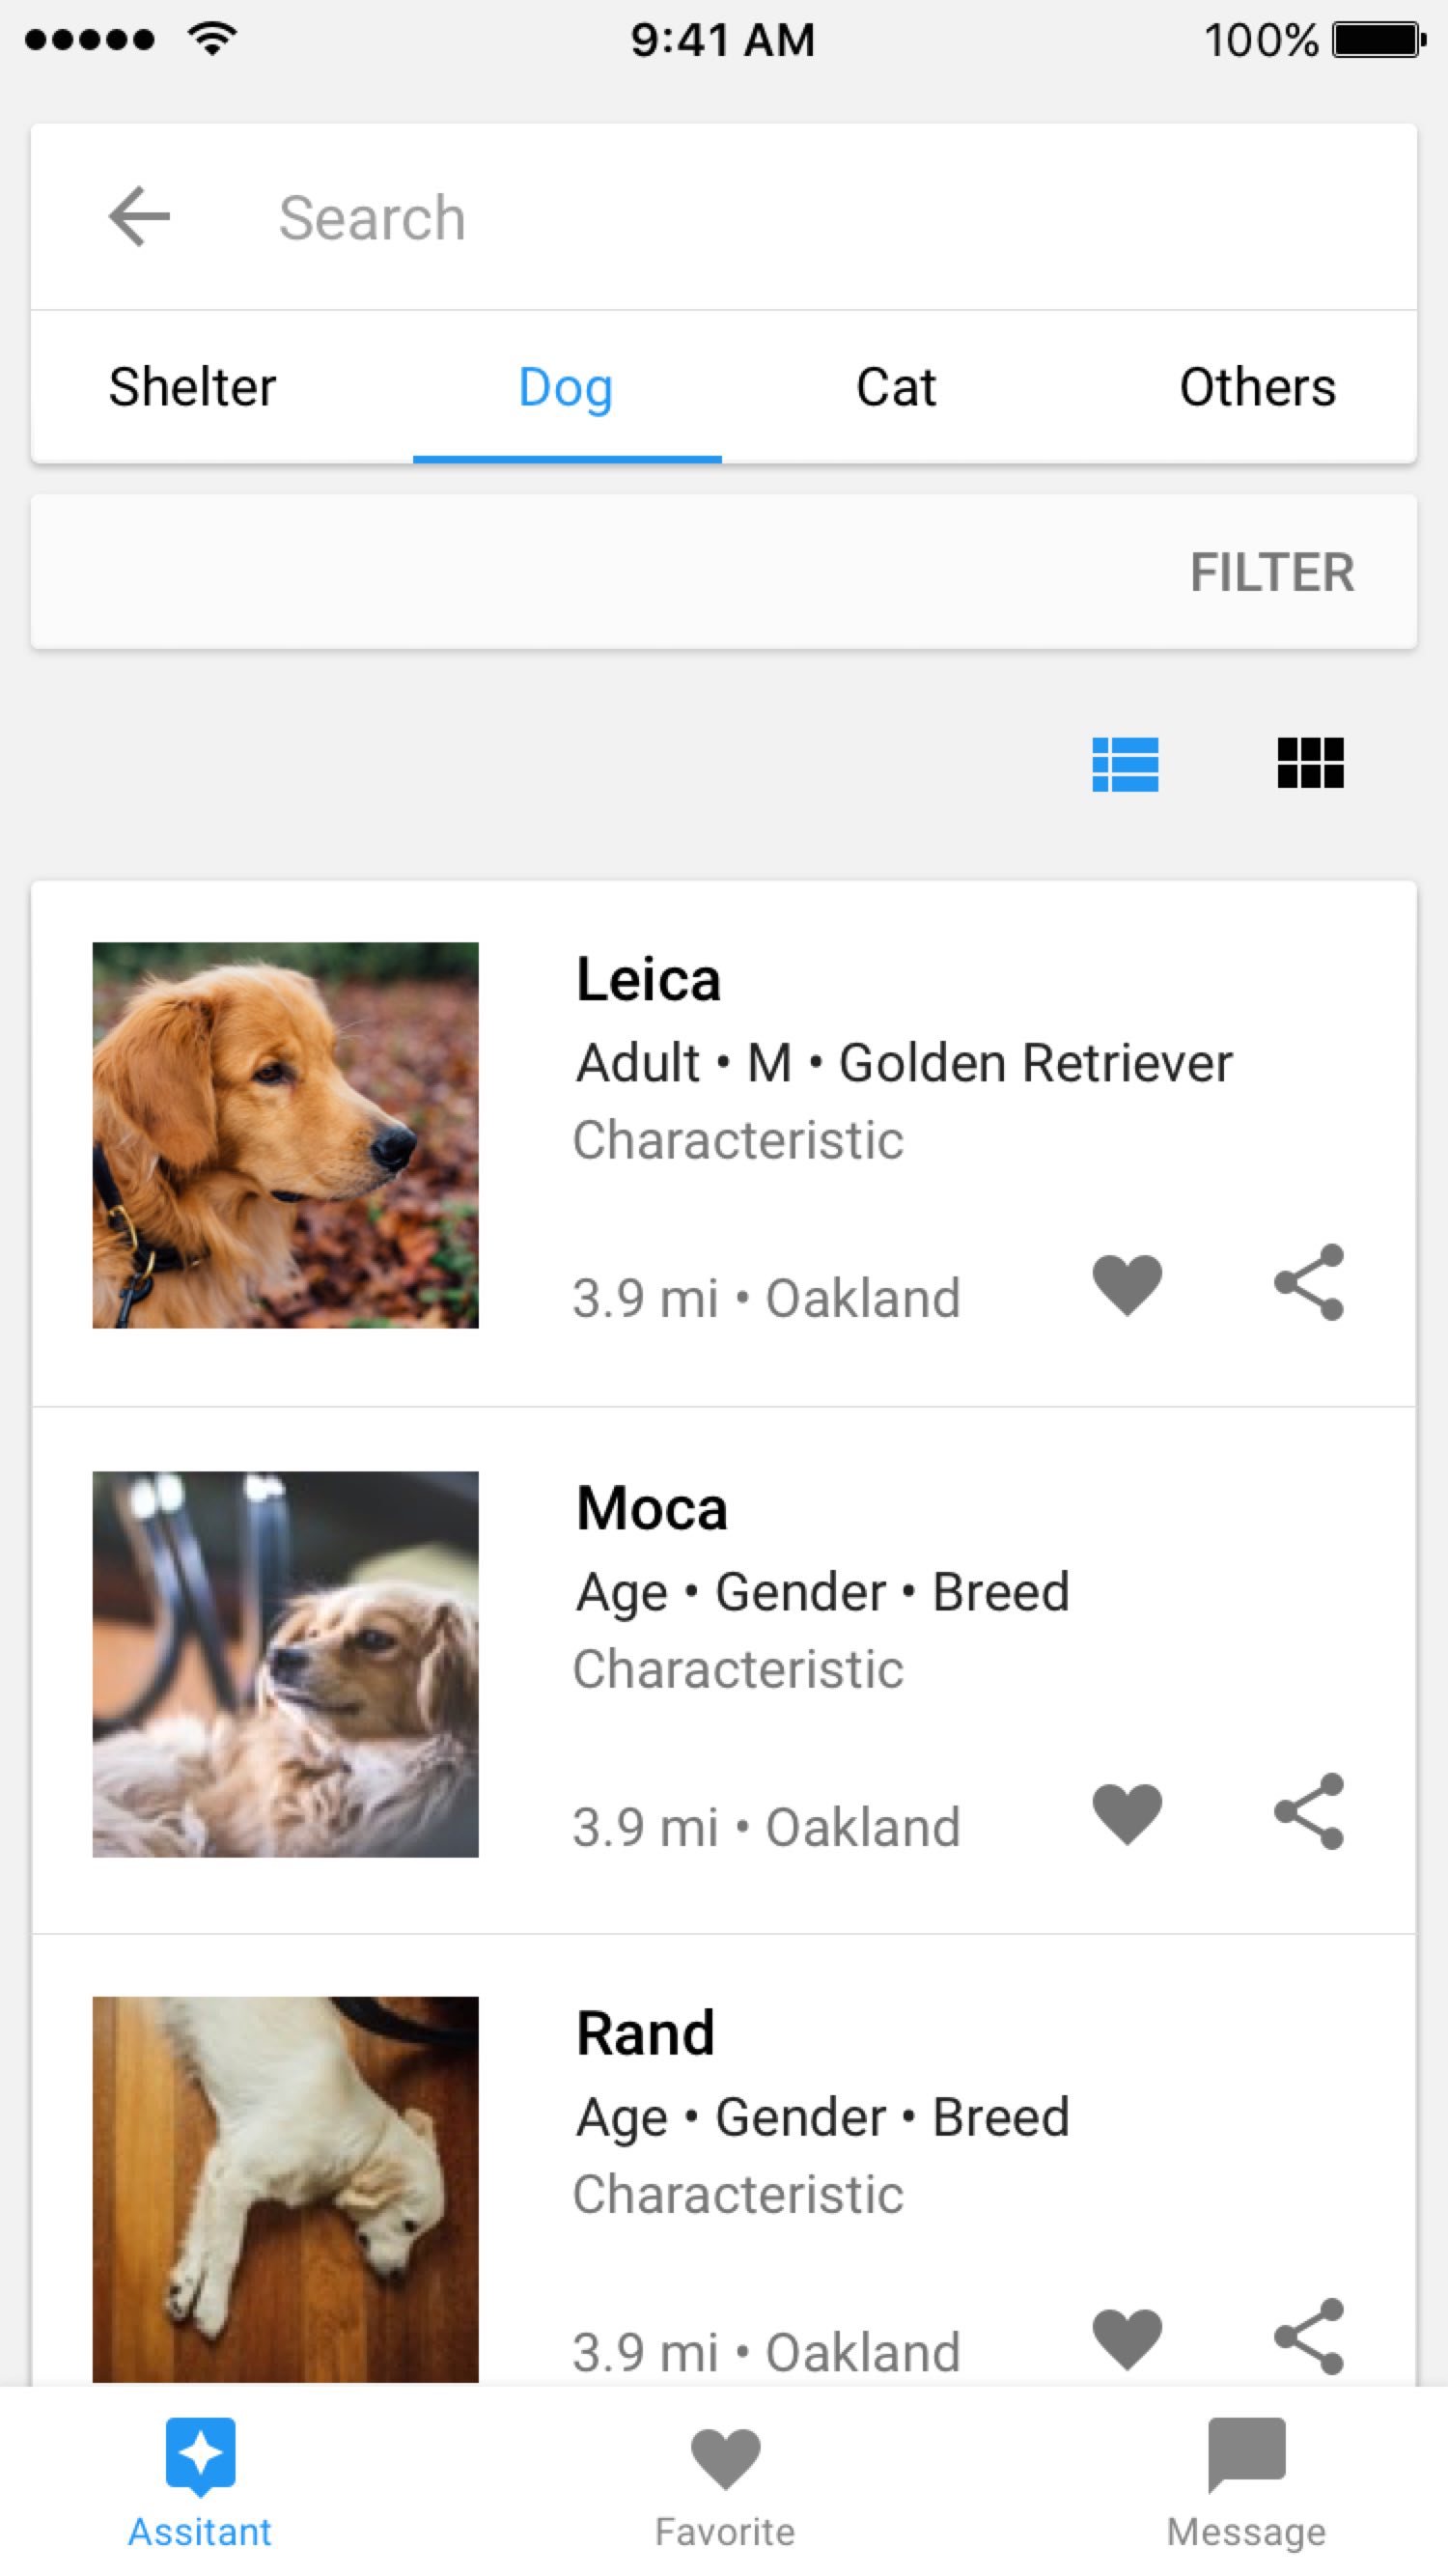 9:41 AM
100%
Search
Shelter Dog Cat Others
FILTER
Leica
Adult • M • Golden Retriever
Characteristic
3.9 mi • Oakland
Moca
Age • Gender • Breed
Characteristic
3.9 mi • Oakland
Rand
Age • Gender • Breed
Characteristic
3.9 mi • Oakland
Assitant Favorite Message